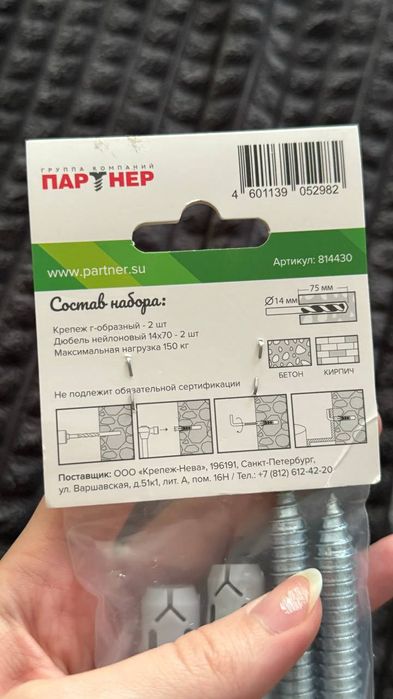 ГРУППА КОМПАНИЙ
ПАРТНЕР
4 601139 052982
www.partner.su
Артикул: 814430
Состав набора:
Крепеж г-образный - 2 шт
Дюбель нейлоновый 14х70 - 2 шт
Максимальная нагрузка 150 кг
75 мм
Ø14 мм
БЕТОН
КИРПИЧ
Не подлежит обязательной сертификации
Поставщик: ООО «Крепеж-Нева», 196191, Санкт-Петербург,
ул. Варшавская, д.51к1, лит. А, пом. 16Н / Тел.: +7 (812) 612-42-20